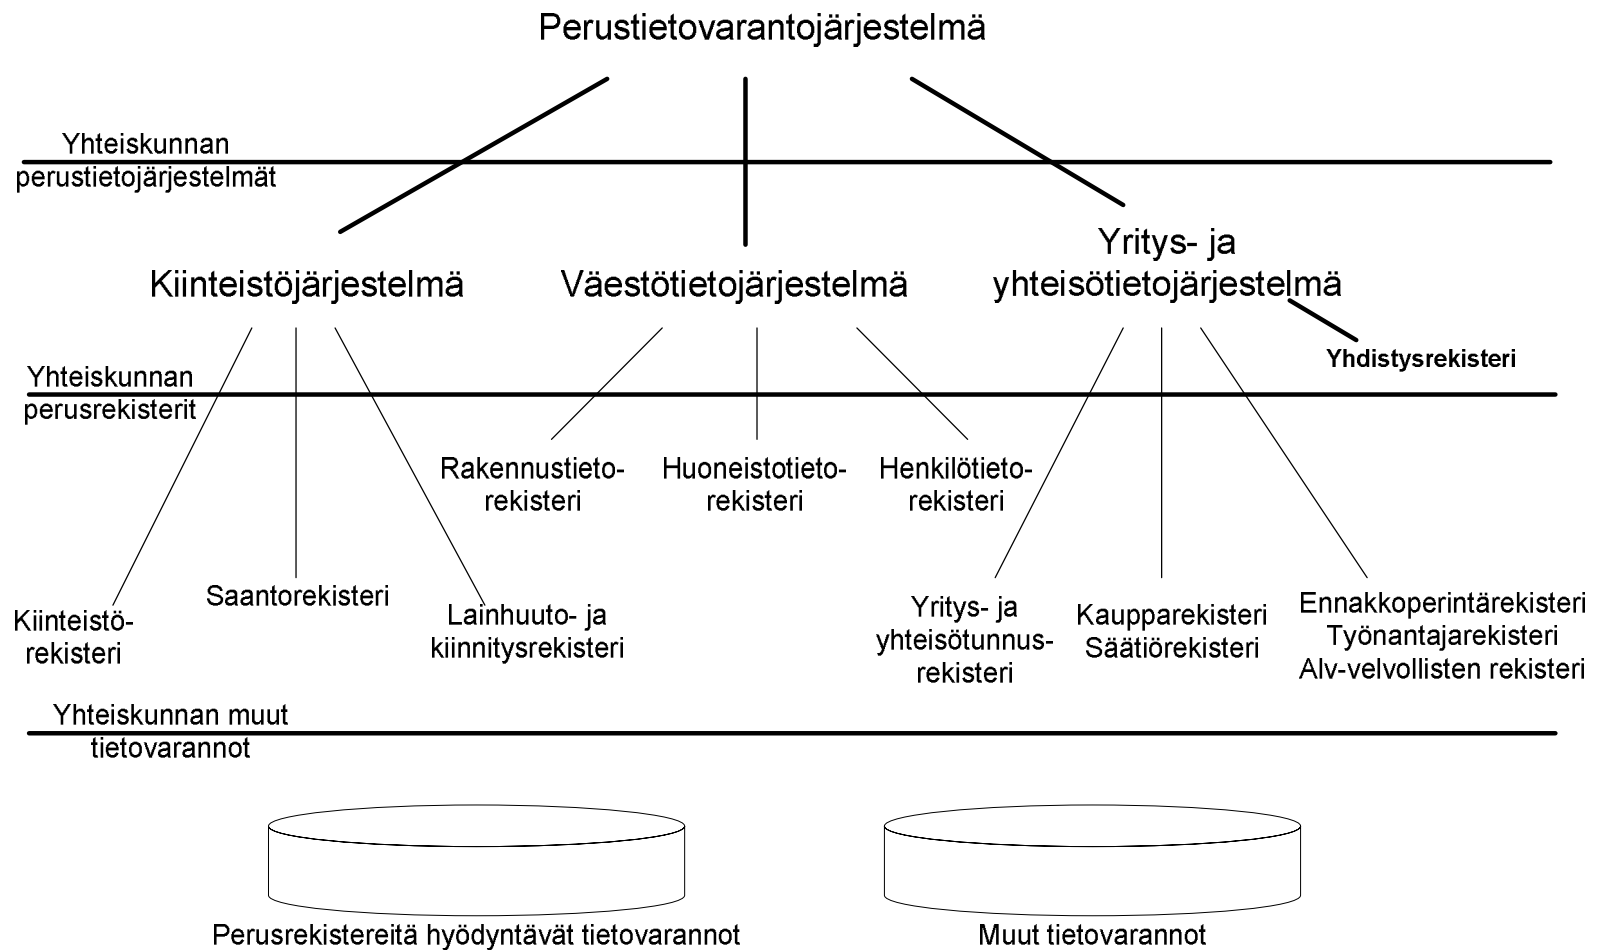 Perustietovarantojärjestelmä
Yhteiskunnan
perustietojärjestelmät
Kiinteistöjärjestelmä
Väestötietojärjestelmä
Yritys- ja
yhteisötietojärjestelmä
Yhdistysrekisteri
Yhteiskunnan
perusrekisterit
Rakennustieto-
rekisteri
Huoneistotieto-
rekisteri
Henkilötieto-
rekisteri
Kiinteistö-
rekisteri
Saantorekisteri
Lainhuuto- ja
kiinnitysrekisteri
Yritys- ja
yhteisötunnus-
rekisteri
Kaupparekisteri
Säätiörekisteri
Ennakkoperintärekisteri
Työnantajarekisteri
Alv-velvollisten rekisteri
Yhteiskunnan muut
tietovarannot
Perusrekistereitä hyödyntävät tietovarannot
Muut tietovarannot